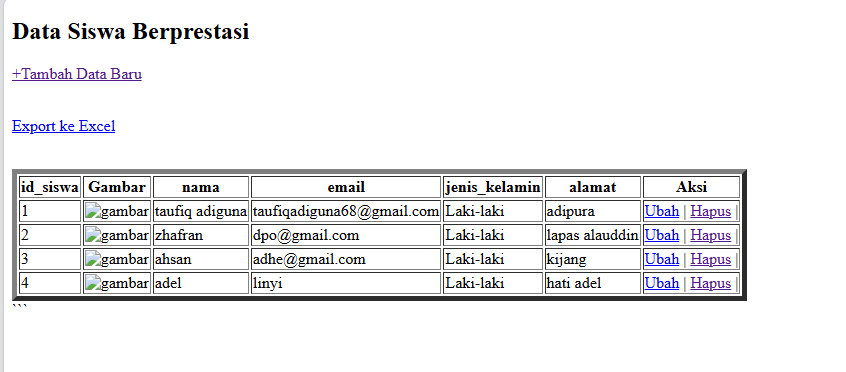 Data Siswa Berprestasi
+Tambah Data Baru
Export ke Excel
id_siswa Gambar nama email jenis_kelamin alamat Aksi
1 gambar taufiq adiguna taufiqadiguna68@gmail.com Laki-laki adipura Ubah | Hapus |
2 gambar zhafran dpo@gmail.com Laki-laki lapas alauddin Ubah | Hapus |
3 gambar ahsan adhe@gmail.com Laki-laki kijang Ubah | Hapus |
4 gambar adel linyi Laki-laki hati adel Ubah | Hapus |
```